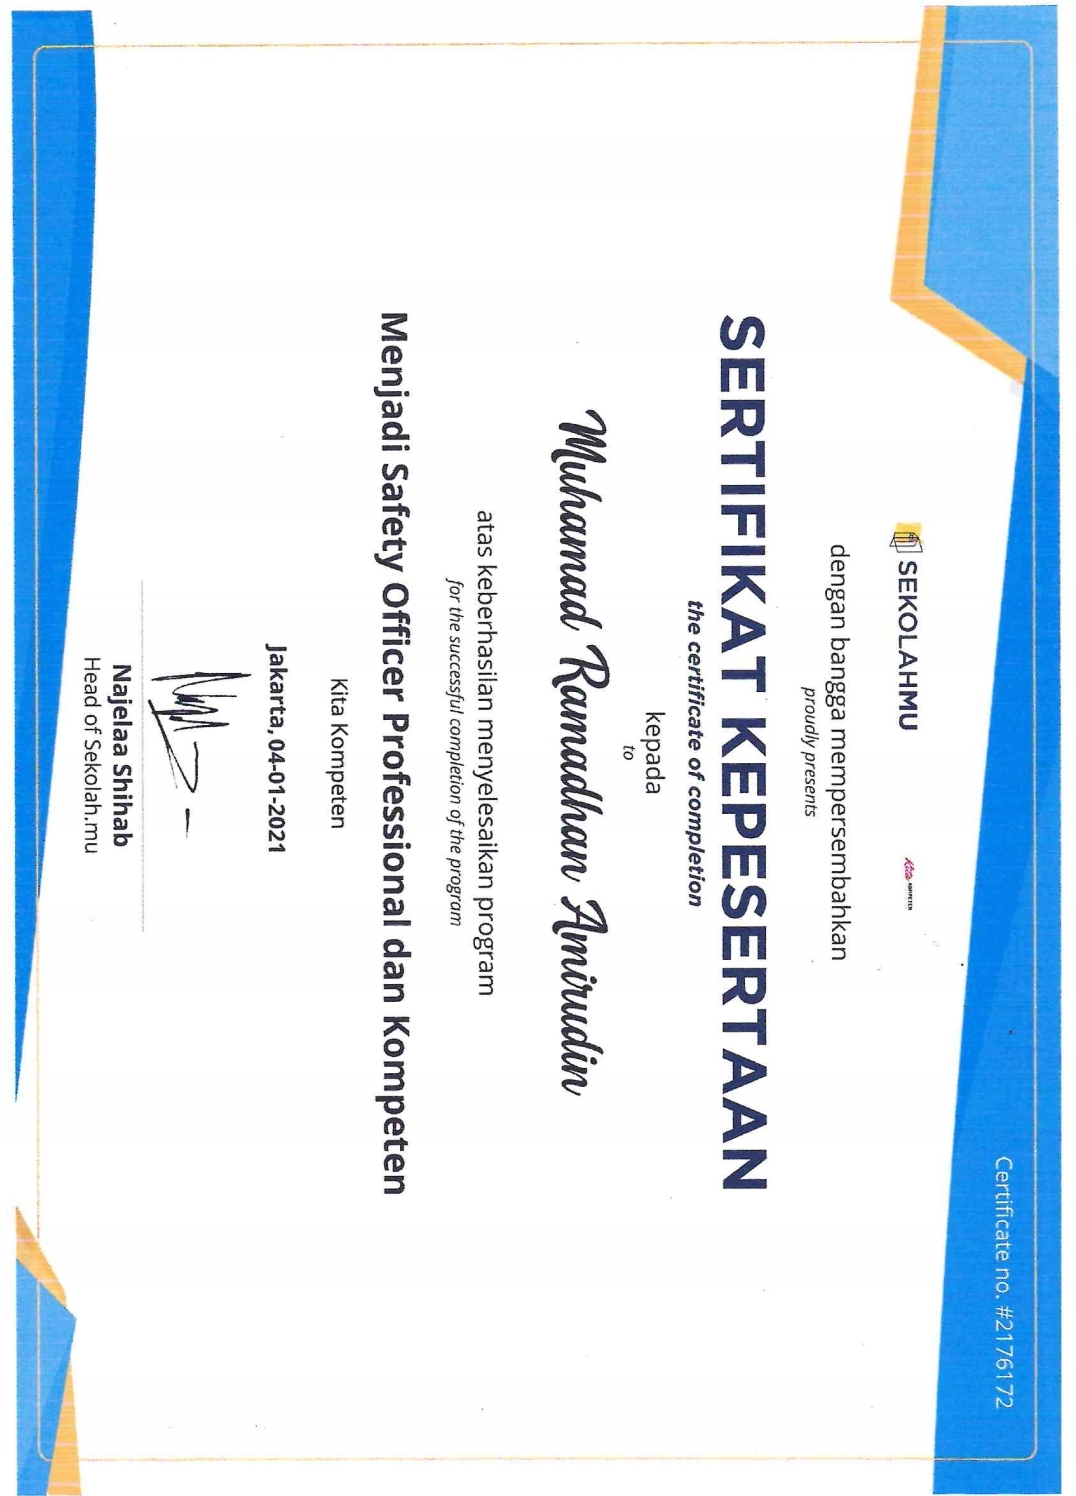 Certificate no. #2176172
SEKOLAHMU
Kita KOMPETEN
dengan bangga mempersembahkan
proudly presents
SERTIFIKAT KEPESERTAAN
the certificate of completion
kepada
to
Muhamad Ramadhan Amirudin
atas keberhasilan menyelesaikan program
for the successful completion of the program
Menjadi Safety Officer Professional dan Kompeten
Kita Kompeten
Jakarta, 04-01-2021
Najelaa Shihab
Head of Sekolah.mu